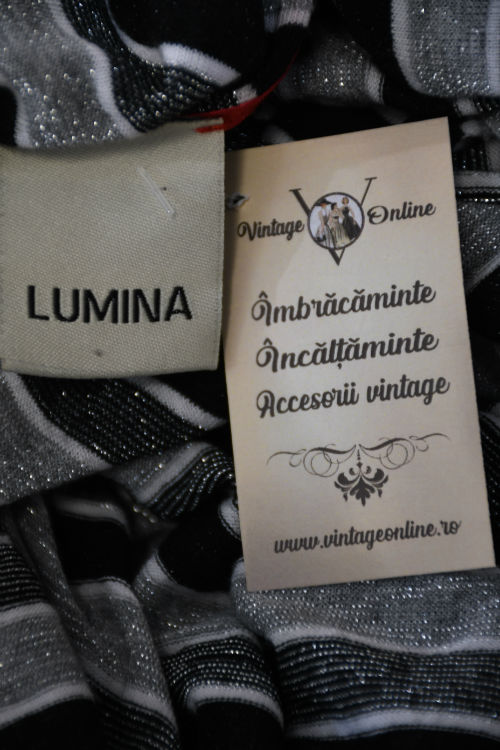 LUMINA
Vintage Online
Îmbrăcăminte
Încălțăminte
Accesorii vintage
www.vintageonline.ro